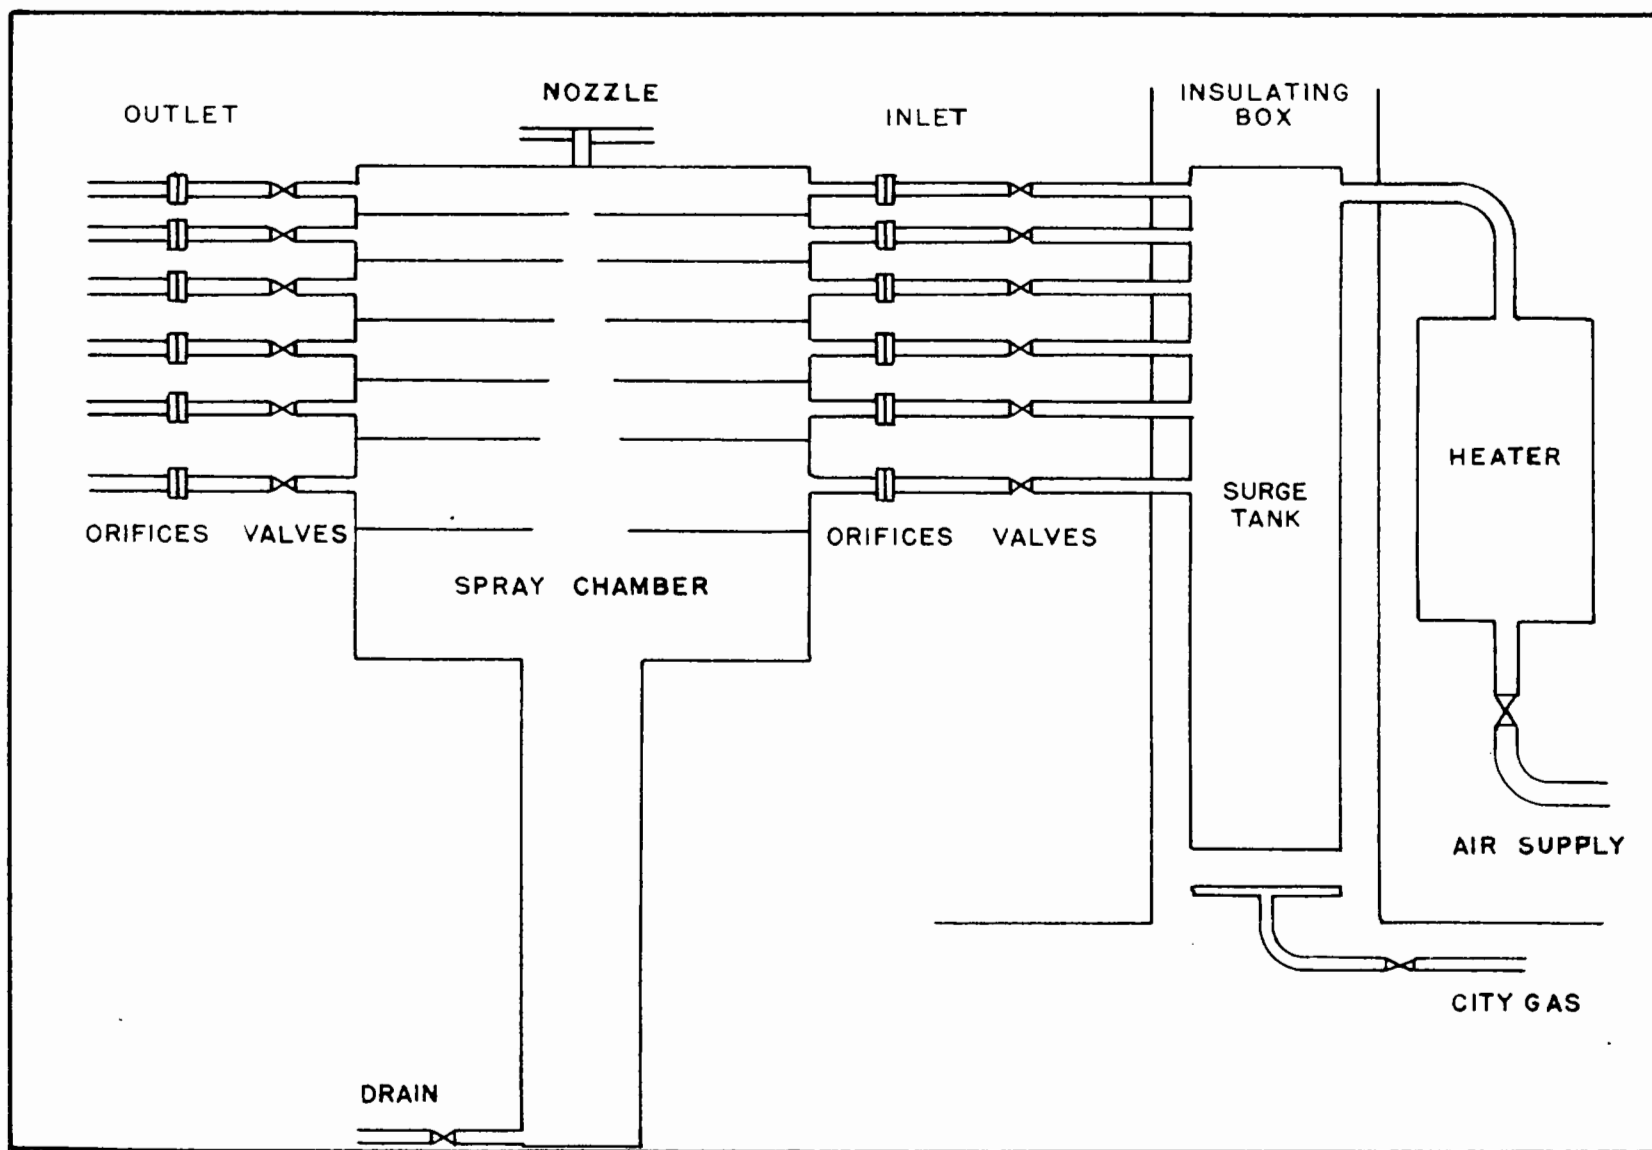 OUTLET
NOZZLE
INLET
INSULATING
BOX
HEATER
SURGE
TANK
ORIFICES VALVES
ORIFICES VALVES
SPRAY CHAMBER
AIR SUPPLY
CITY GAS
DRAIN